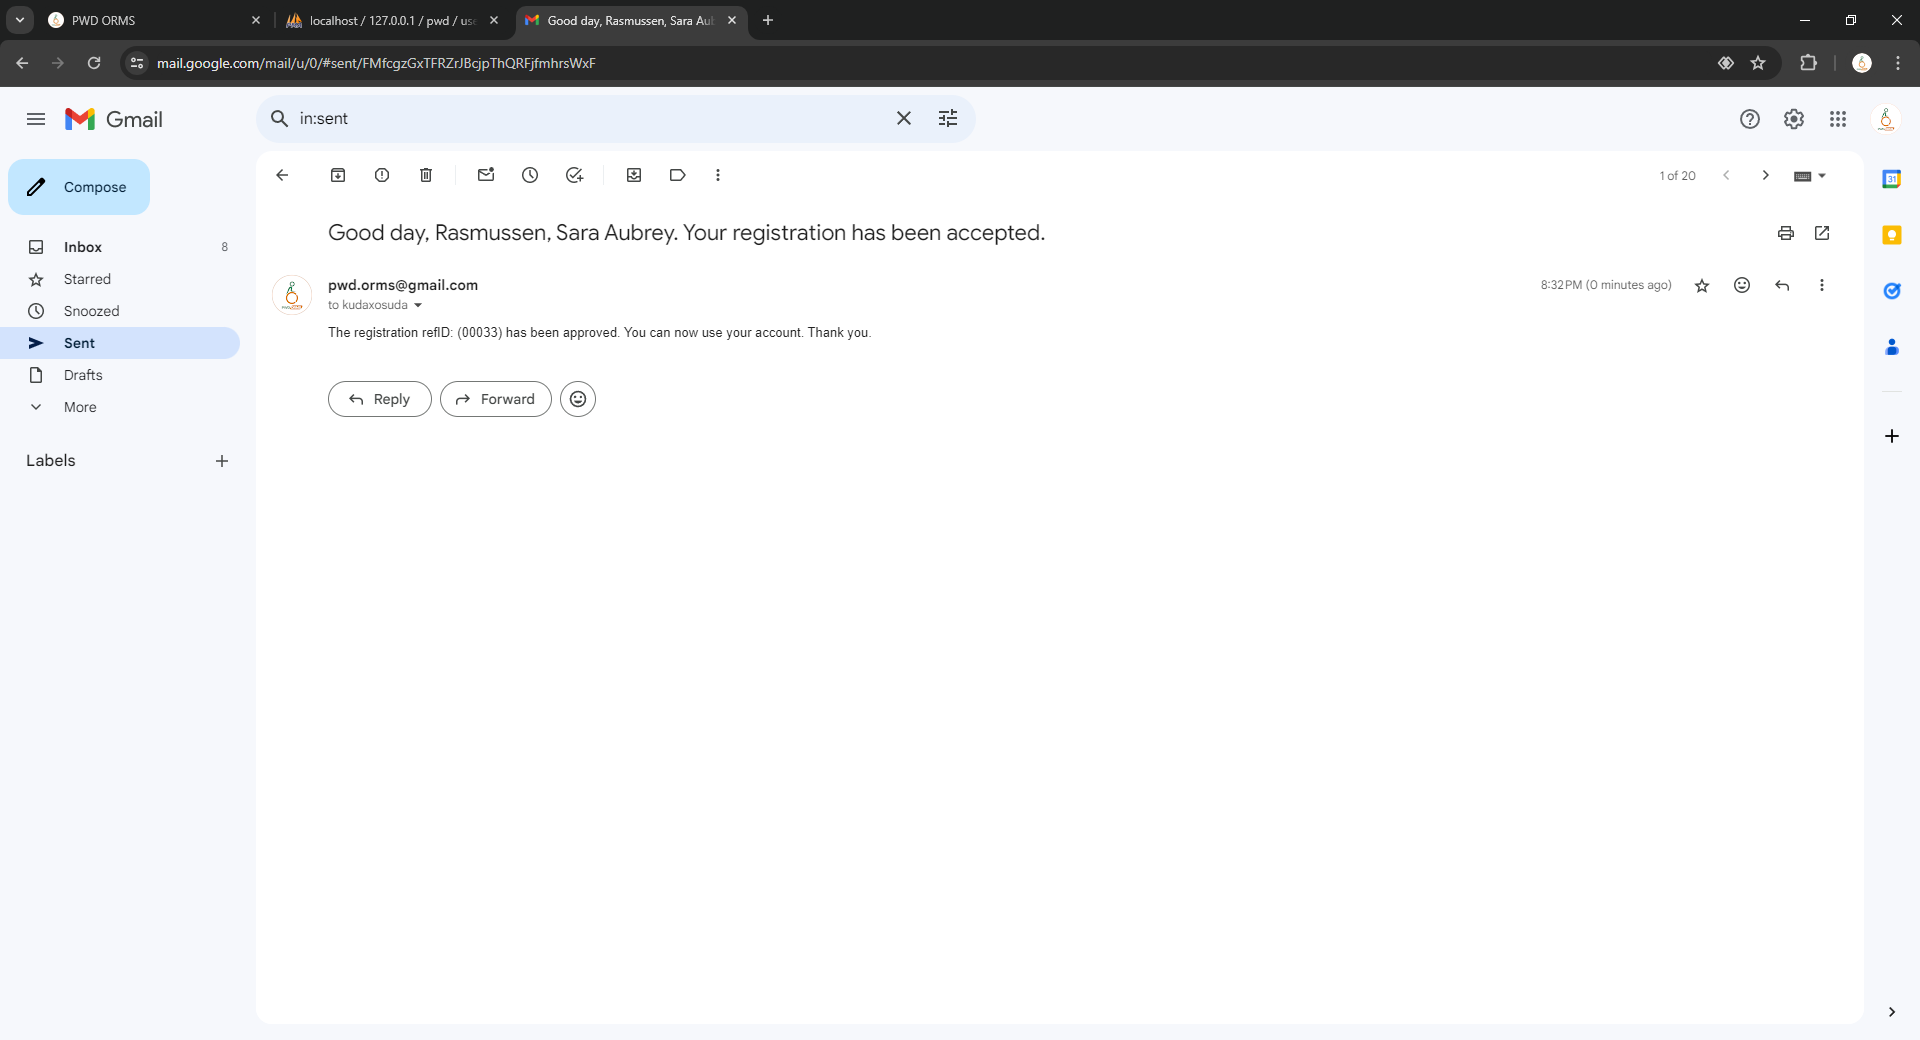 PWD ORMS
localhost / 127.0.0.1 / pwd / use
Good day, Rasmussen, Sara Aub
mail.google.com/mail/u/0/#sent/FMfcgzGxTFRZrJBcjpThQRFjfmhrsWxF
Gmail
in:sent
Compose
1 of 20
31
Inbox 8
Starred
Snoozed
Sent
Drafts
More
Labels
Good day, Rasmussen, Sara Aubrey. Your registration has been accepted.
pwd.orms@gmail.com
8:32 PM (0 minutes ago)
to kudaxosuda
The registration refID: (00033) has been approved. You can now use your account. Thank you.
Reply
Forward